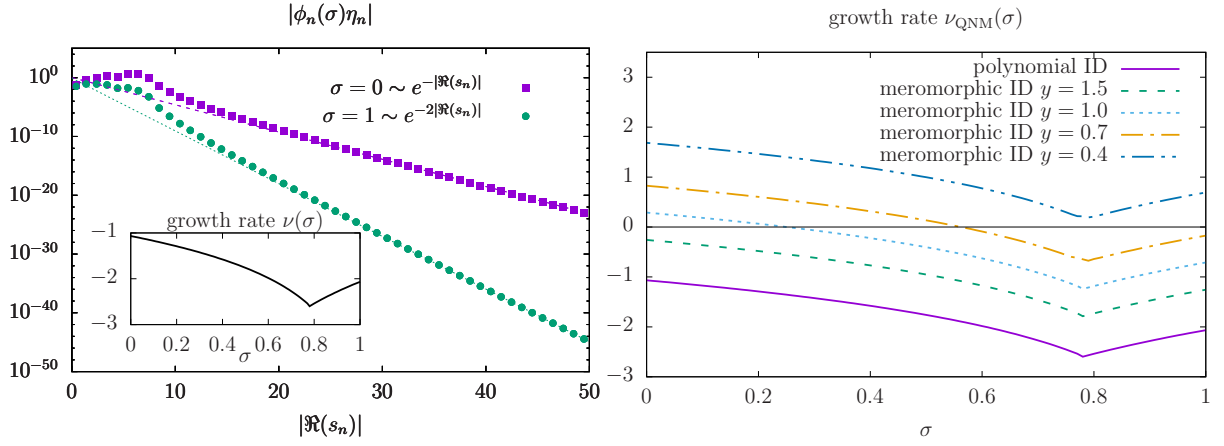 |ϕₙ(σ)ηₙ|
10⁰
10⁻¹⁰
10⁻²⁰
10⁻³⁰
10⁻⁴⁰
10⁻⁵⁰
σ = 0 ∼ e^{−|ℜ(sₙ)|}
σ = 1 ∼ e^{−2|ℜ(sₙ)|}
growth rate ν(σ)
−1
−2
−3
0 0.2 0.4 0.6 0.8 1
σ
0 10 20 30 40 50
|ℜ(sₙ)|
growth rate ν_QNM(σ)
polynomial ID
meromorphic ID y = 1.5
meromorphic ID y = 1.0
meromorphic ID y = 0.7
meromorphic ID y = 0.4
3
2
1
0
−1
−2
−3
0 0.2 0.4 0.6 0.8 1
σ